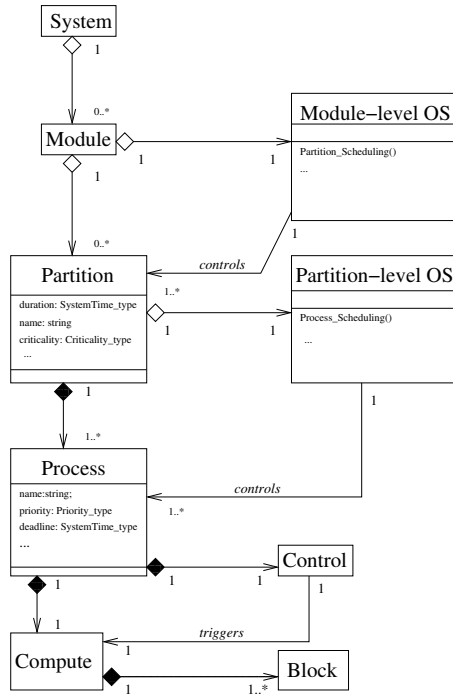 System
1
0..*
Module
1
1
1
Module-level OS
Partition_Scheduling()
...
1
controls
0..*
1..*
Partition
duration: SystemTime_type
name: string
criticality: Criticality_type
...
1
1
Partition-level OS
Process_Scheduling()
...
1
1
1..*
controls
1..*
Process
name:string;
priority: Priority_type
deadline: SystemTime_type
...
1
1
Control
1
1
1
triggers
1
Compute
1
1..*
Block